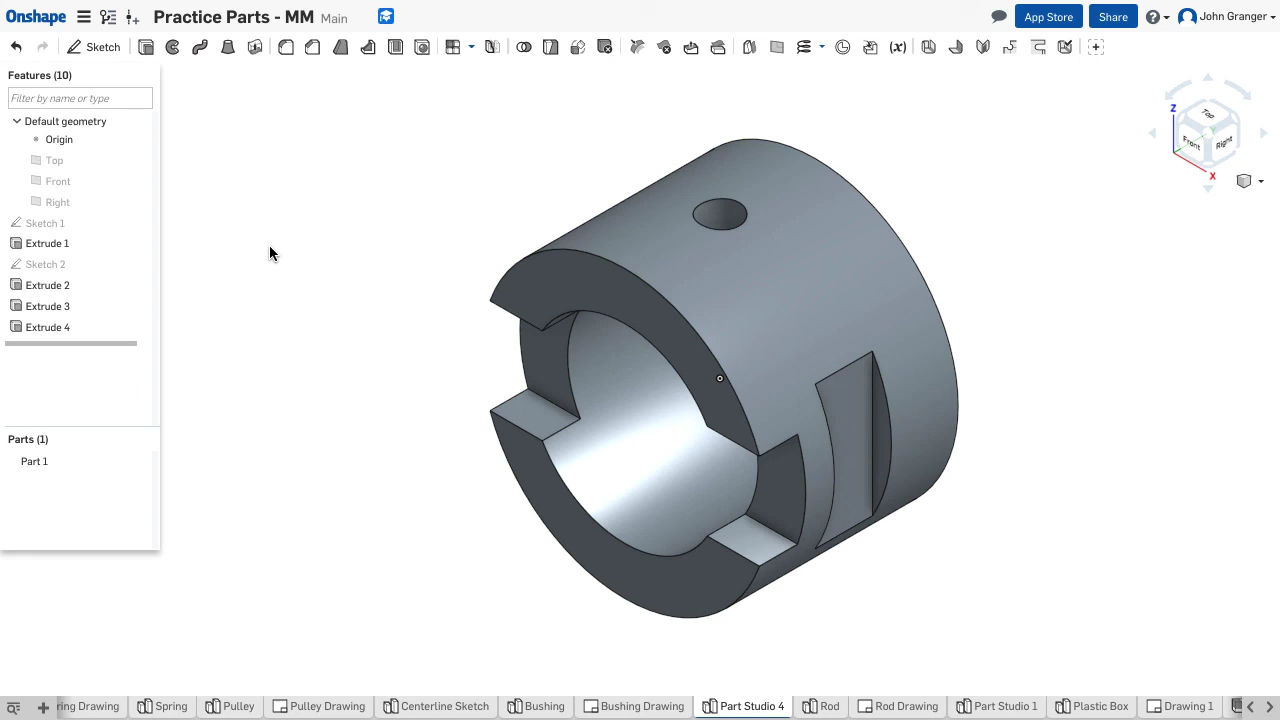 Onshape
Practice Parts - MM Main
App Store
Share
John Granger
Sketch
(x)
Features (10)
Filter by name or type
Default geometry
Origin
Top
Front
Right
Sketch 1
Extrude 1
Sketch 2
Extrude 2
Extrude 3
Extrude 4
Parts (1)
Part 1
Z
Top
Front
Right
X
ring Drawing
Spring
Pulley
Pulley Drawing
Centerline Sketch
Bushing
Bushing Drawing
Part Studio 4
Rod
Rod Drawing
Part Studio 1
Plastic Box
Drawing 1